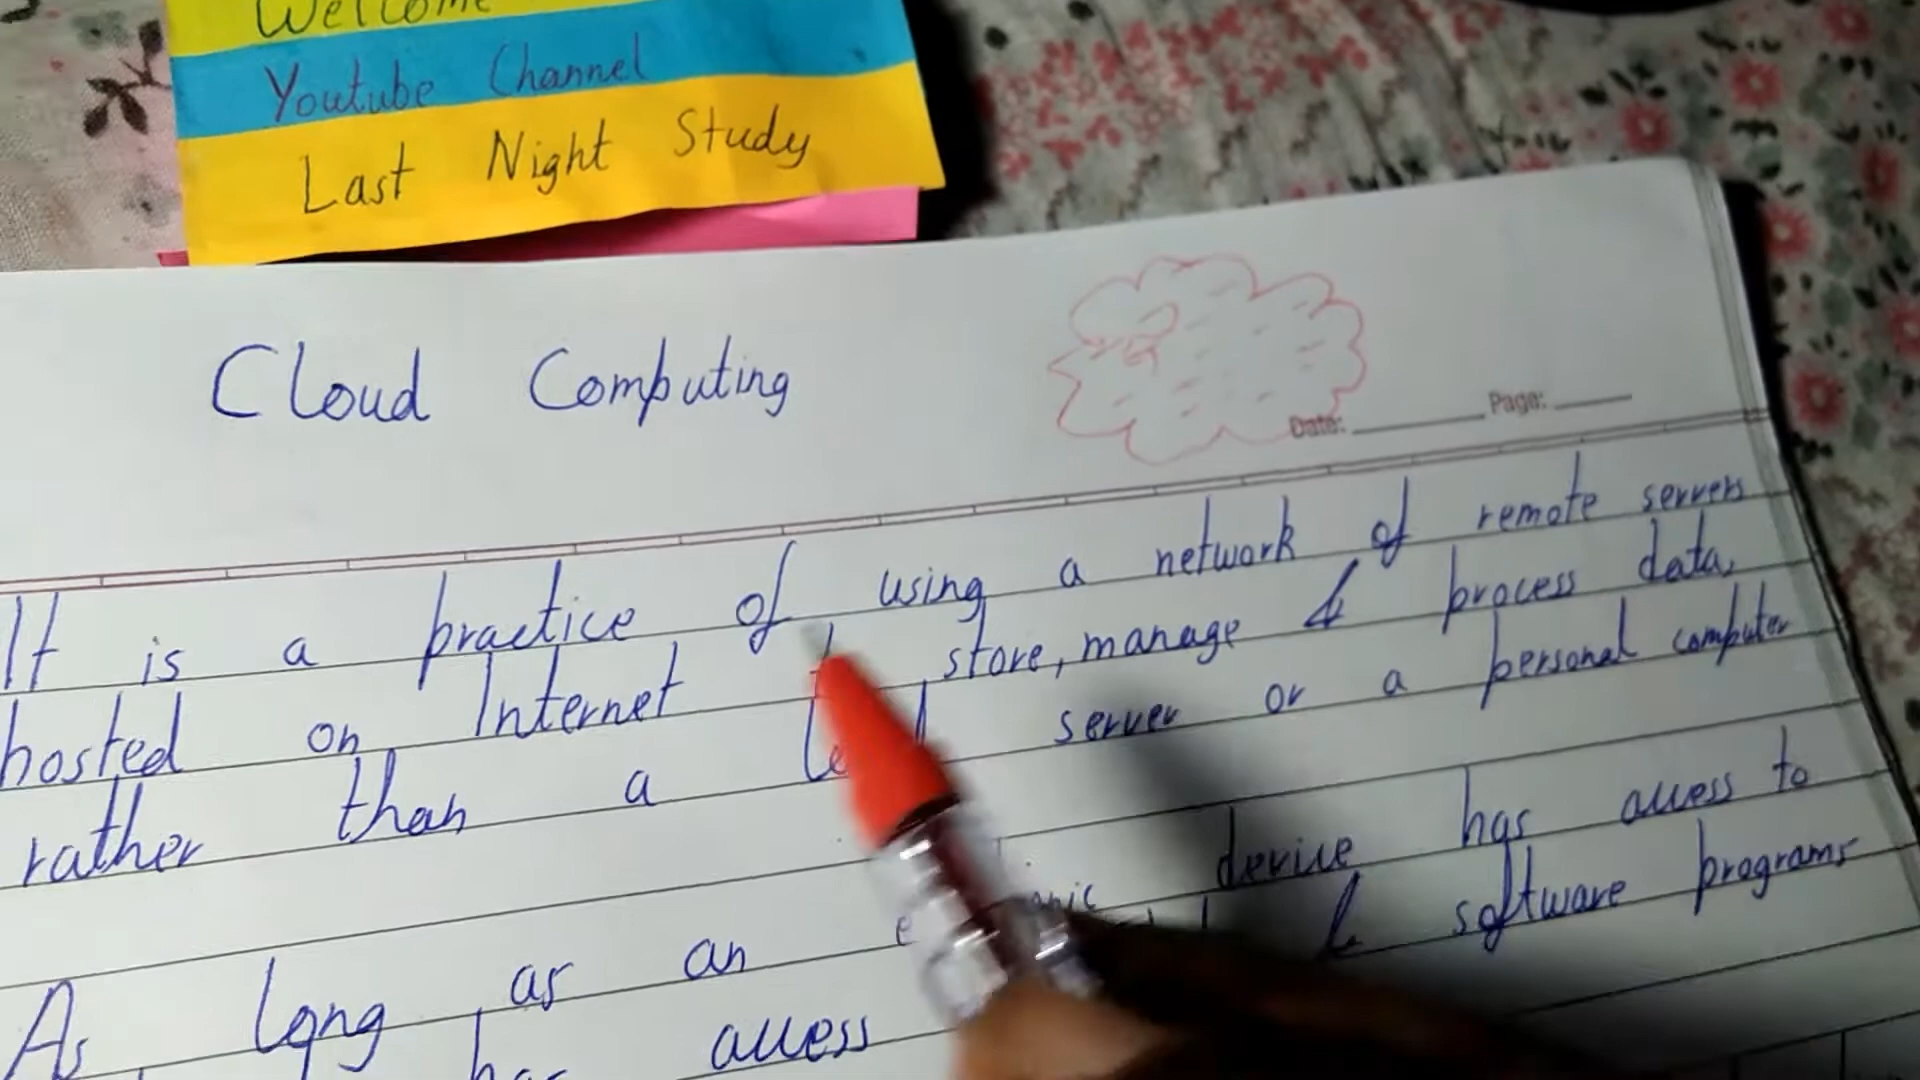 Welcome
Youtube Channel
Last Night Study
Cloud Computing
Date: Page:
It is a practice of using a network of remote servers
hosted on Internet store, manage & process data,
rather than a server or a personal computer
As long as an device has access to
has access & software programs